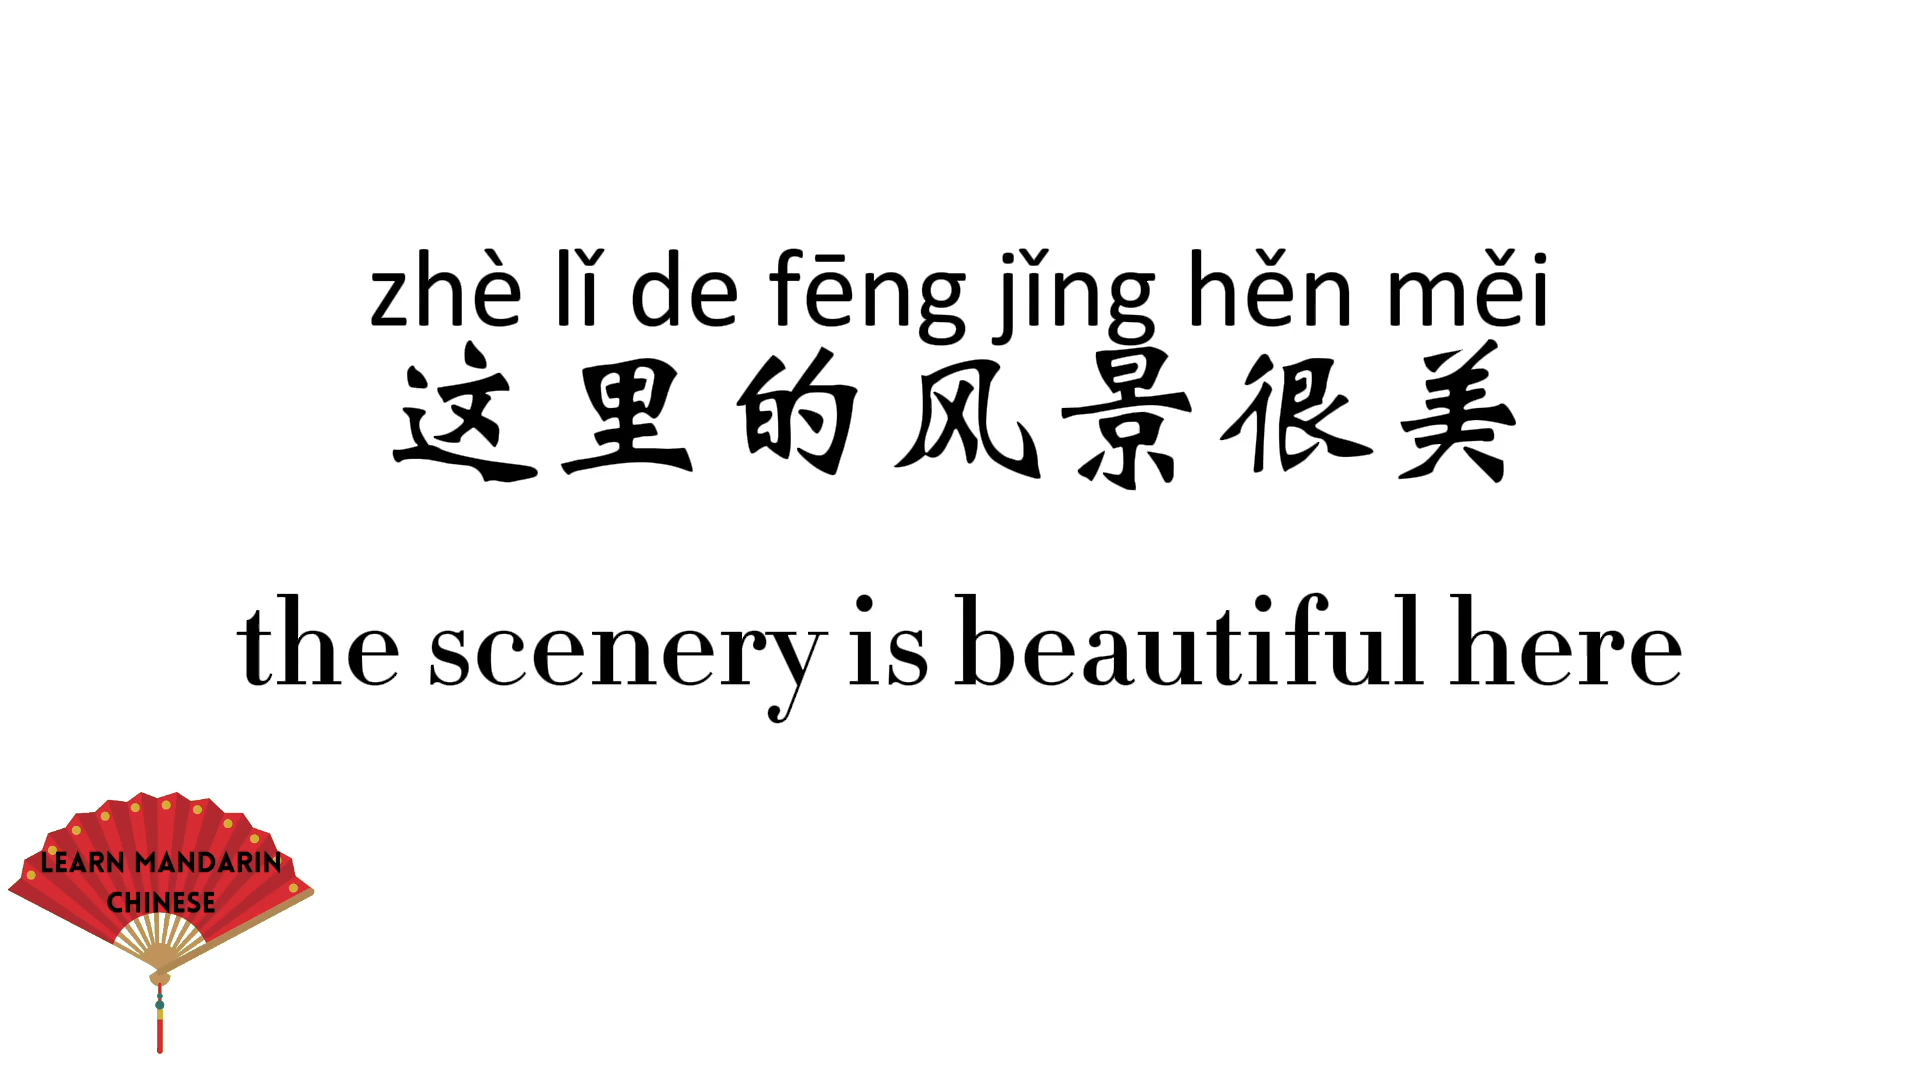 zhè lǐ de fēng jǐng hěn měi
这里的风景很美
the scenery is beautiful here
LEARN MANDARIN
CHINESE